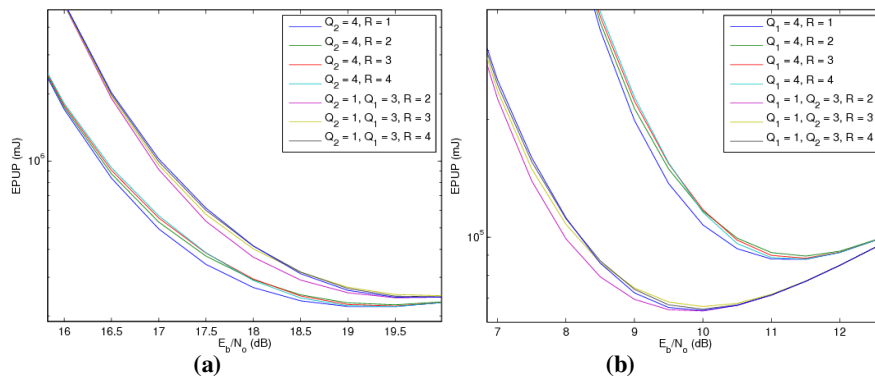 Q2 = 4, R = 1
Q2 = 4, R = 2
Q2 = 4, R = 3
Q2 = 4, R = 4
Q2 = 1, Q1 = 3, R = 2
Q2 = 1, Q1 = 3, R = 3
Q2 = 1, Q1 = 3, R = 4
EPUP (mJ)
10^6
16 16.5 17 17.5 18 18.5 19 19.5
Eb/No (dB)
(a)
Q1 = 4, R = 1
Q1 = 4, R = 2
Q1 = 4, R = 3
Q1 = 4, R = 4
Q1 = 1, Q2 = 3, R = 2
Q1 = 1, Q2 = 3, R = 3
Q1 = 1, Q2 = 3, R = 4
EPUP (mJ)
10^5
7 8 9 10 11 12
Eb/No (dB)
(b)